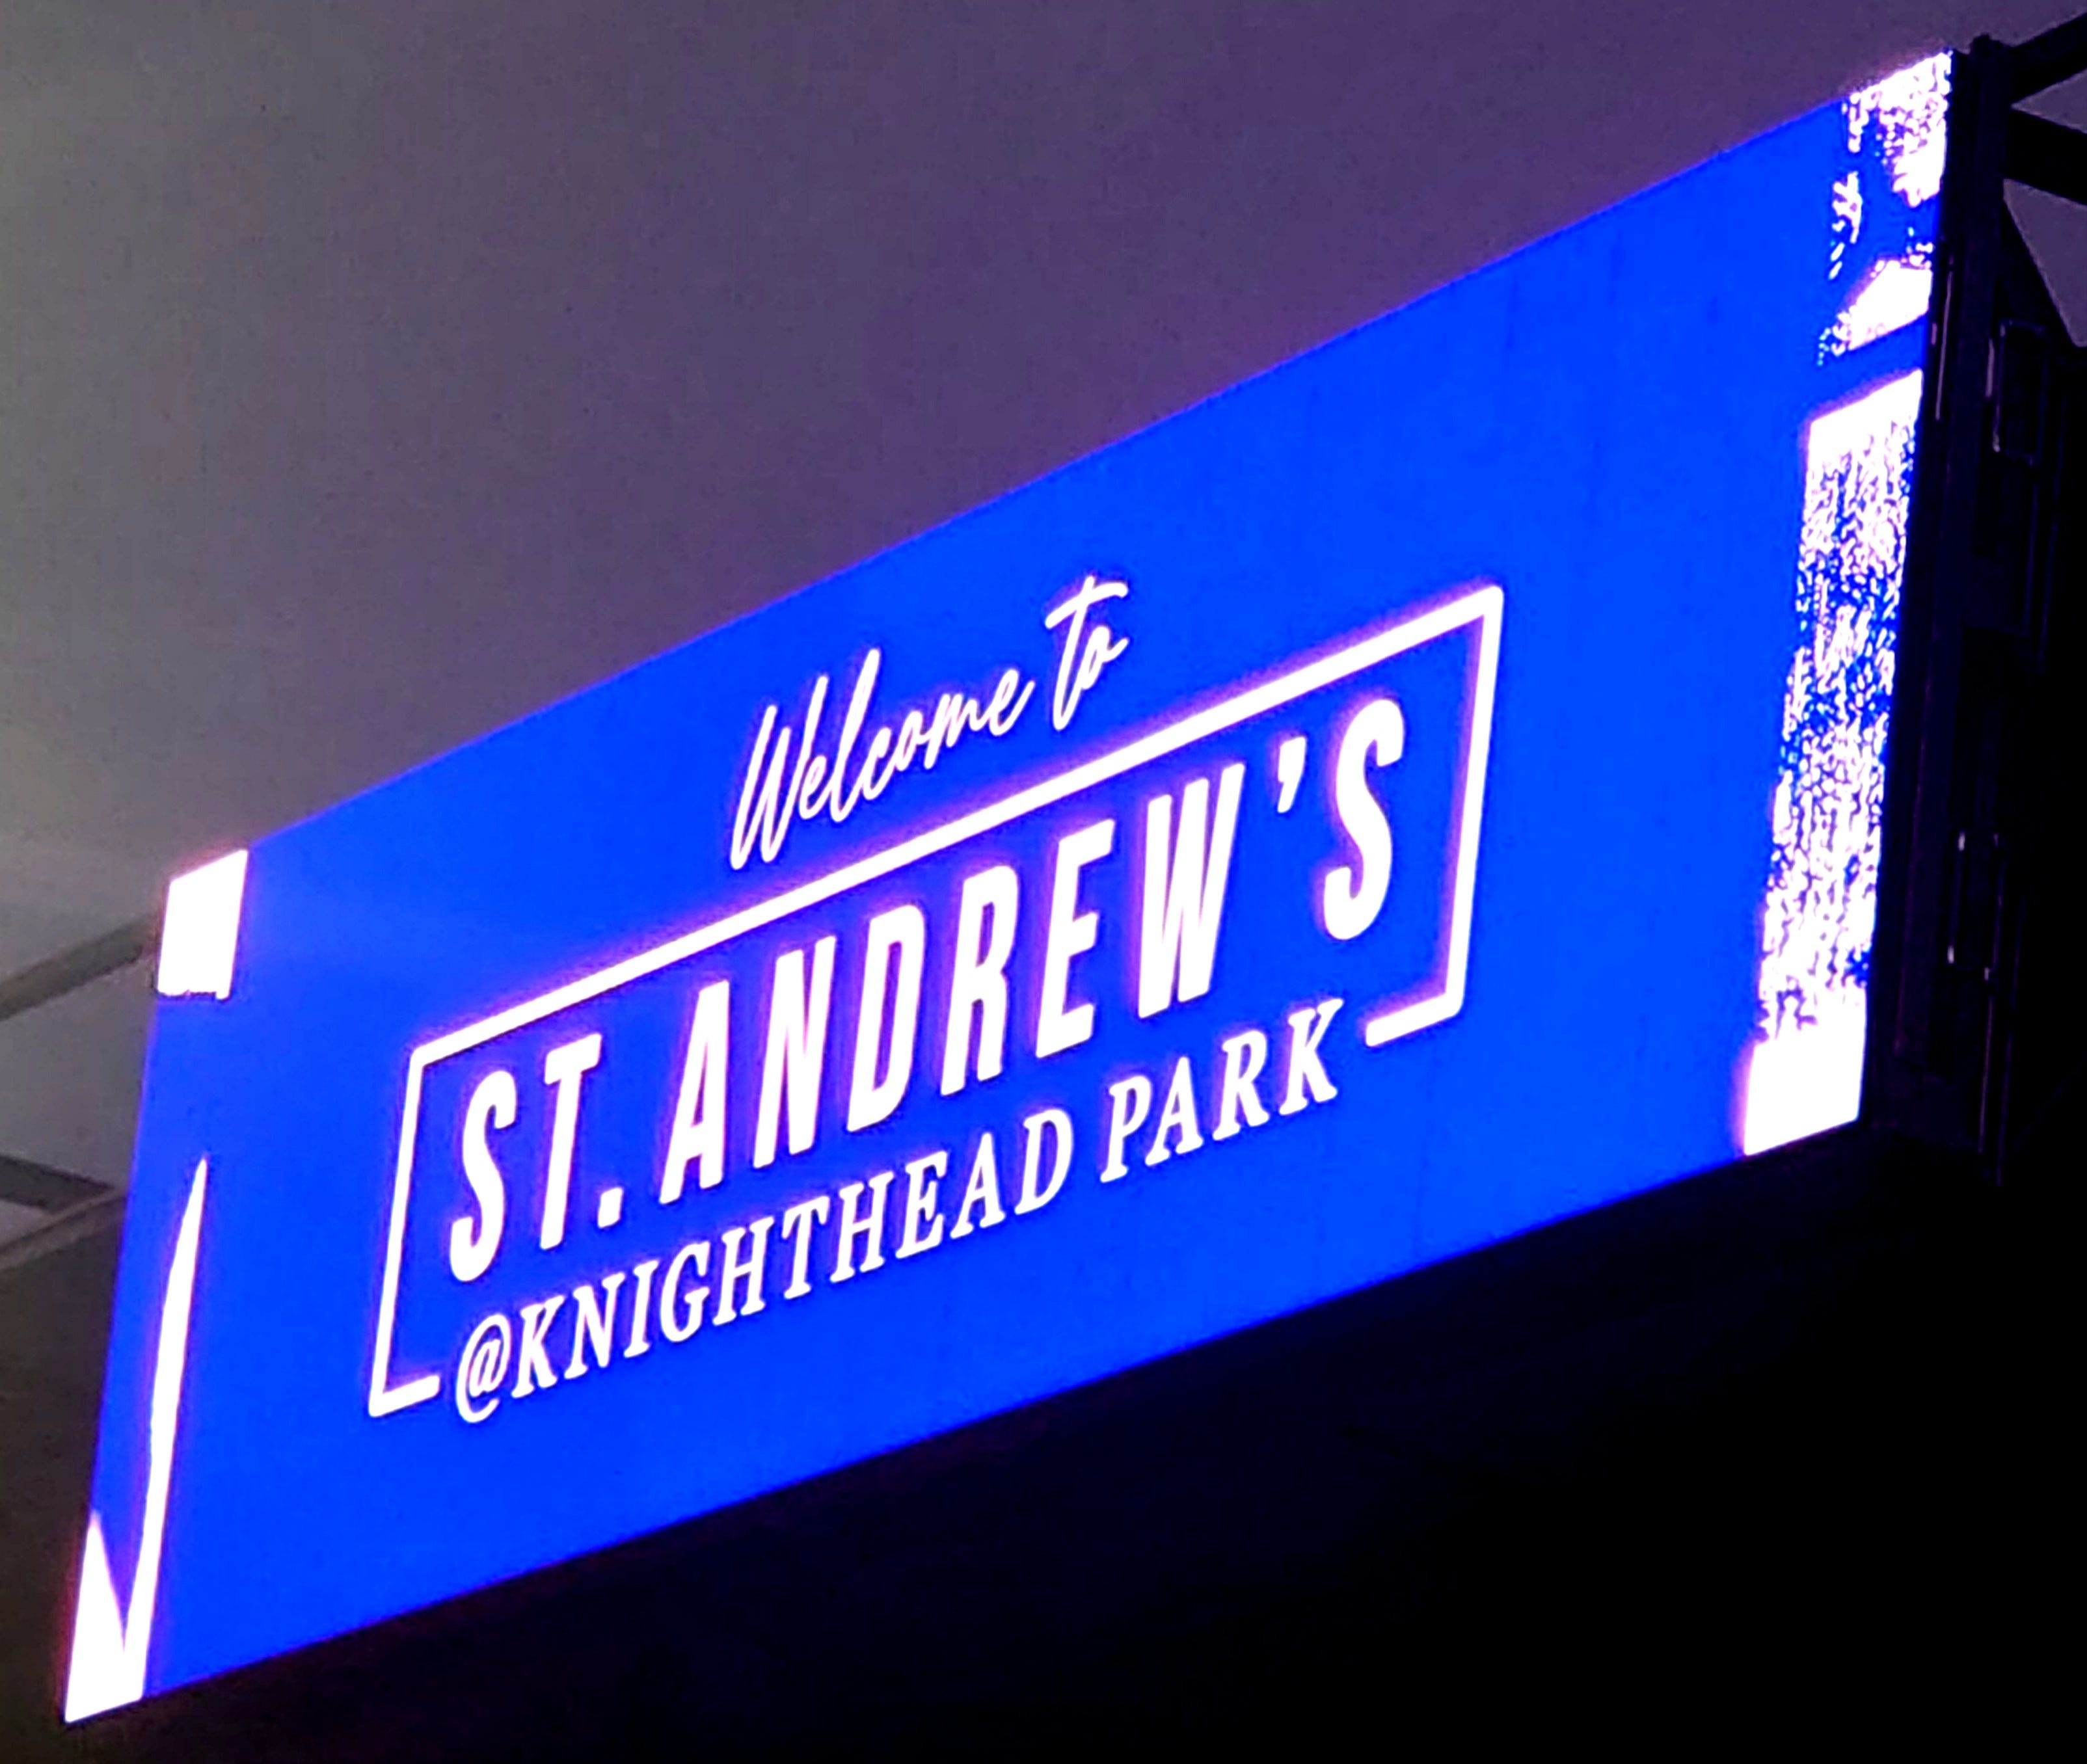 Welcome to
ST. ANDREW'S
@KNIGHTHEAD PARK